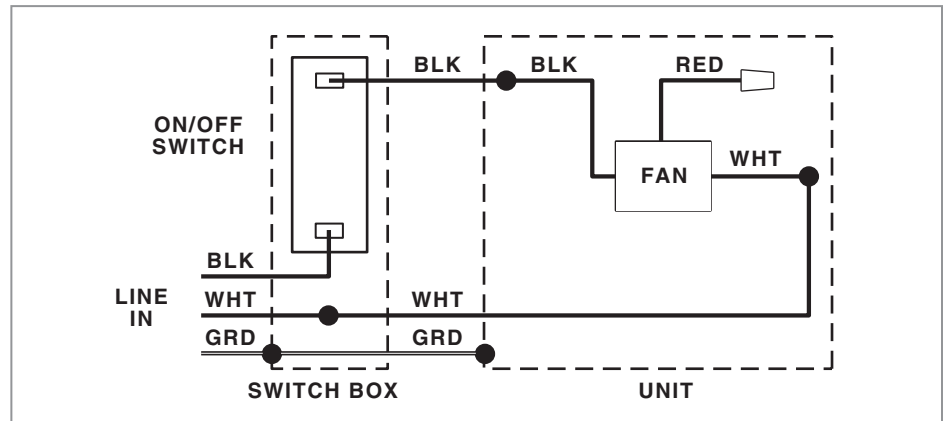 BLK
BLK
RED
ON/OFF
SWITCH
WHT
FAN
BLK
LINE
IN
WHT
WHT
GRD
GRD
SWITCH BOX
UNIT